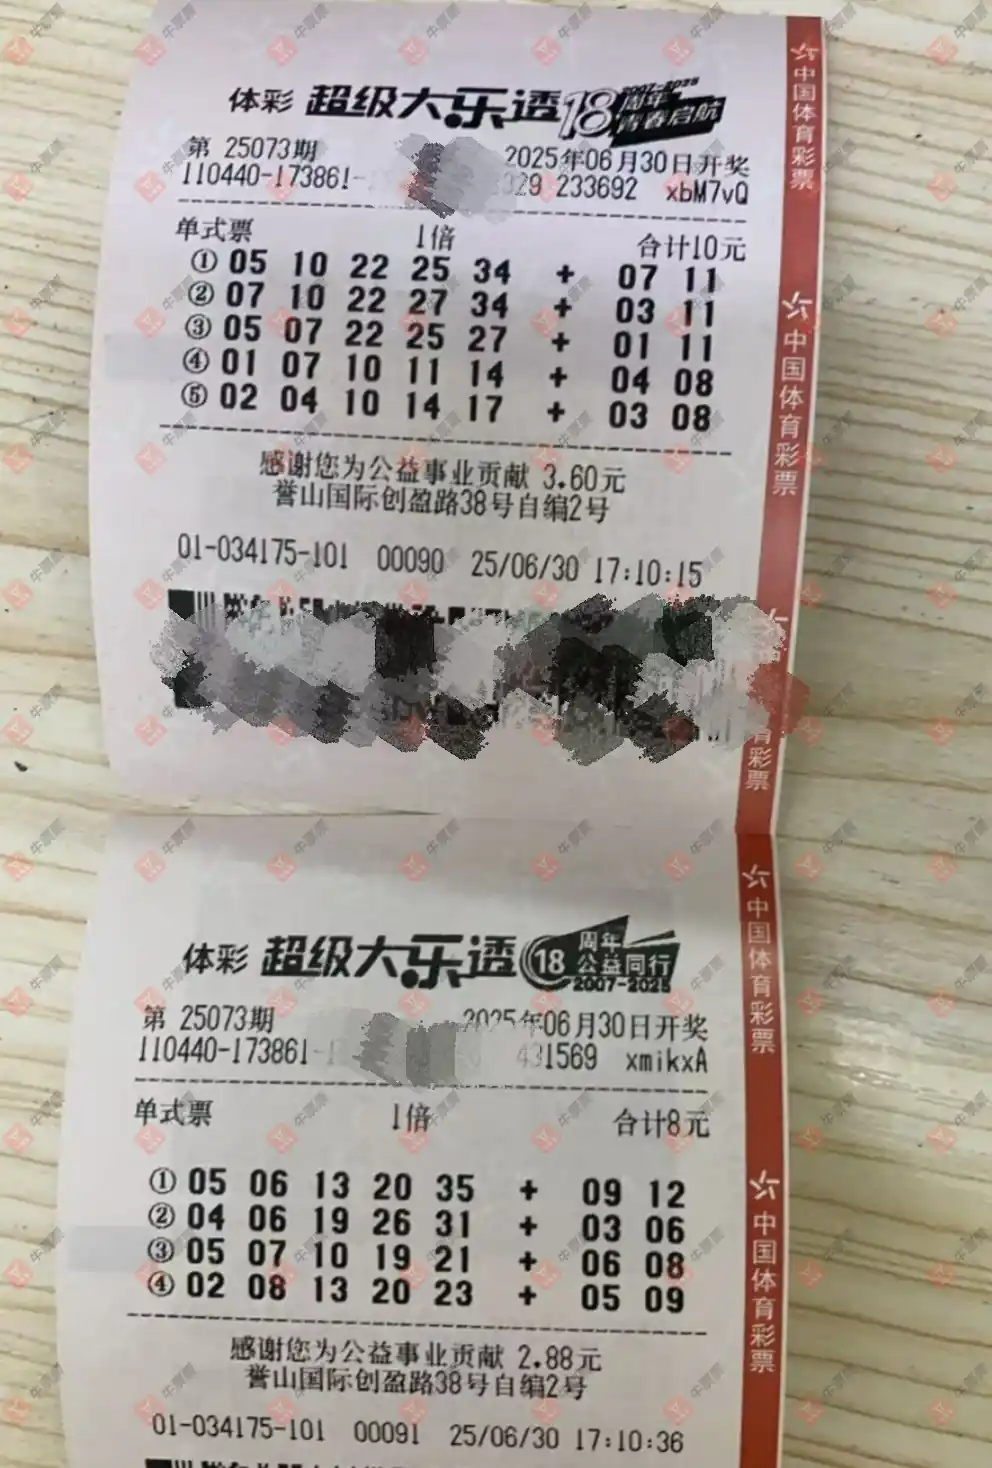 体彩 超级大乐透 18周年 青春启航 2007-2025
第 25073期 2025年06月30日开奖
110440-173861- 329 233692 xbM7vQ
单式票 1倍 合计10元
① 05 10 22 25 34 + 07 11
② 07 10 22 27 34 + 03 11
③ 05 07 22 25 27 + 01 11
④ 01 07 10 11 14 + 04 08
⑤ 02 04 10 14 17 + 03 08
感谢您为公益事业贡献 3.60元
誉山国际创盈路38号自编2号
01-034175-101 00090 25/06/30 17:10:15
体彩 超级大乐透 18周年 公益同行 2007-2025
第 25073期 2025年06月30日开奖
110440-173861-1 431569 xmikxA
单式票 1倍 合计8元
① 05 06 13 20 35 + 09 12
② 04 06 19 26 31 + 03 06
③ 05 07 10 19 21 + 06 08
④ 02 08 13 20 23 + 05 09
感谢您为公益事业贡献 2.88元
誉山国际创盈路38号自编2号
01-034175-101 00091 25/06/30 17:10:36
中国体育彩票
中国体育彩票
育彩票
中国体育彩票
中国体育彩票
牛票票